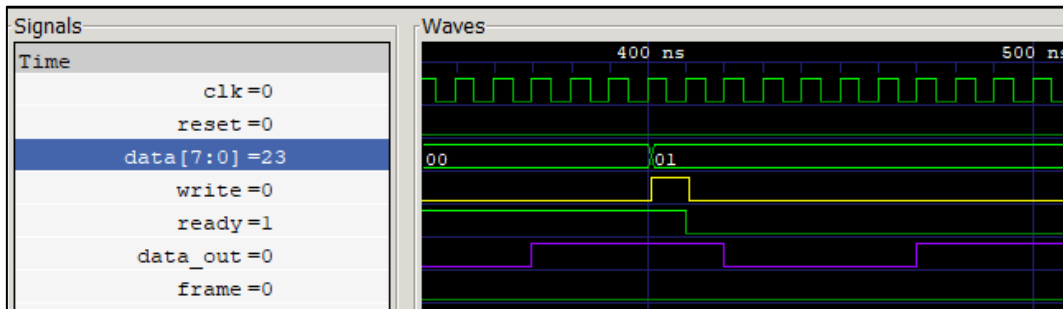 Signals
Time
clk=0
reset=0
data[7:0]=23
write=0
ready=1
data_out=0
frame=0
Waves
400 ns
500 ns
00
01